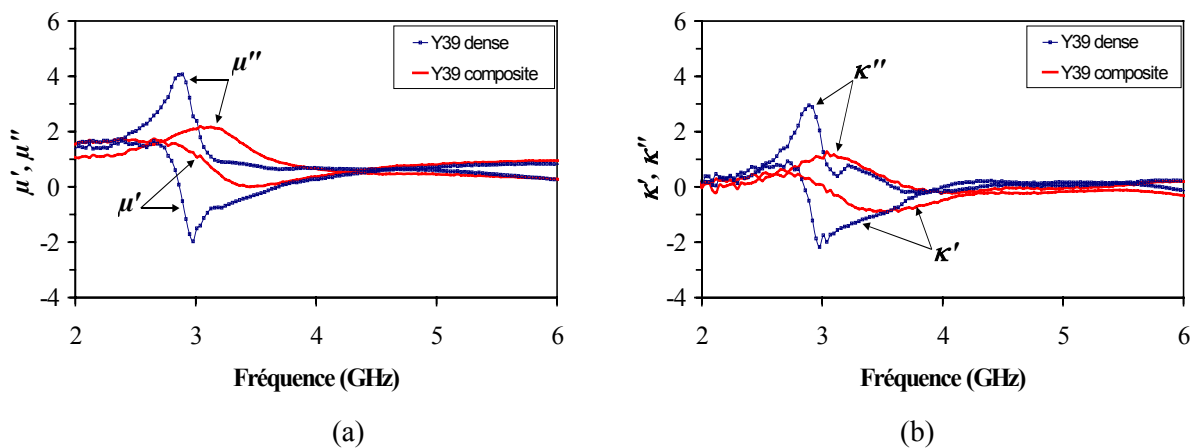 6
4
2
0
-2
-4
2
3
4
5
6
μ', μ''
Fréquence (GHz)
Y39 dense
Y39 composite
μ''
μ'
(a)
6
4
2
0
-2
-4
2
3
4
5
6
κ', κ''
Fréquence (GHz)
Y39 dense
Y39 composite
κ''
κ'
(b)